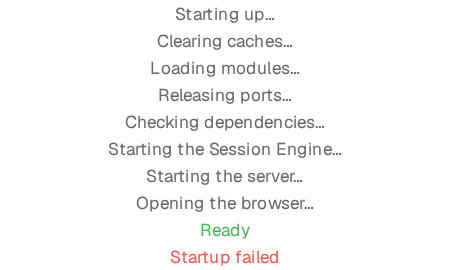 Starting up…
Clearing caches…
Loading modules…
Releasing ports…
Checking dependencies…
Starting the Session Engine…
Starting the server…
Opening the browser…
Ready
Startup failed